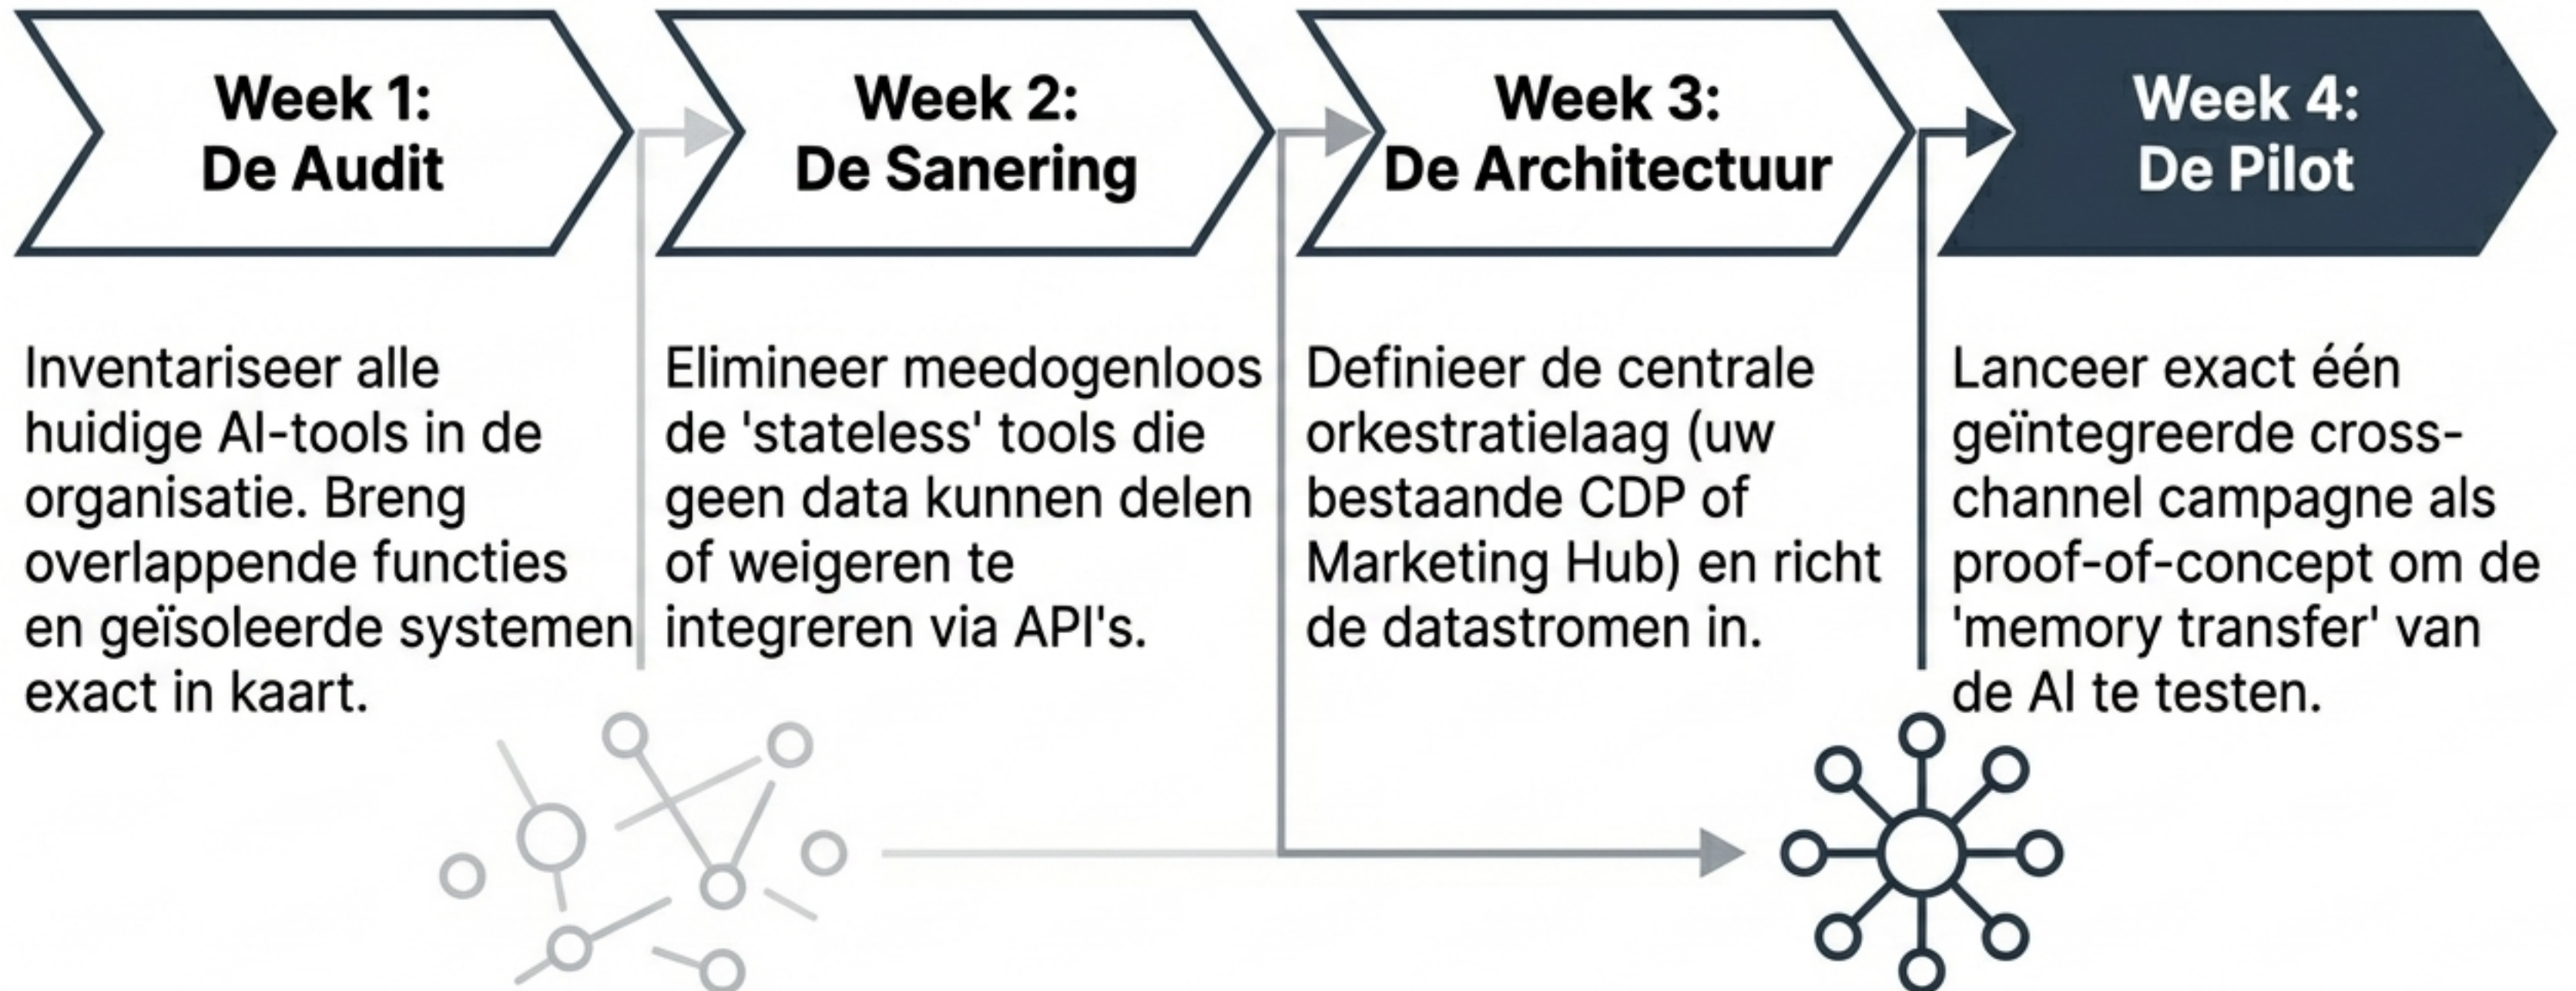 Week 1:
De Audit
Inventariseer alle
huidige AI-tools in de
organisatie. Breng
overlappende functies
en geïsoleerde systemen
exact in kaart.
Week 2:
De Sanering
Elimineer meedogenloos
de 'stateless' tools die
geen data kunnen delen
of weigeren te
integreren via API's.
Week 3:
De Architectuur
Definieer de centrale
orkestratielaag (uw
bestaande CDP of
Marketing Hub) en richt
de datastromen in.
Week 4:
De Pilot
Lanceer exact één
geïntegreerde cross-
channel campagne als
proof-of-concept om de
'memory transfer' van
de AI te testen.